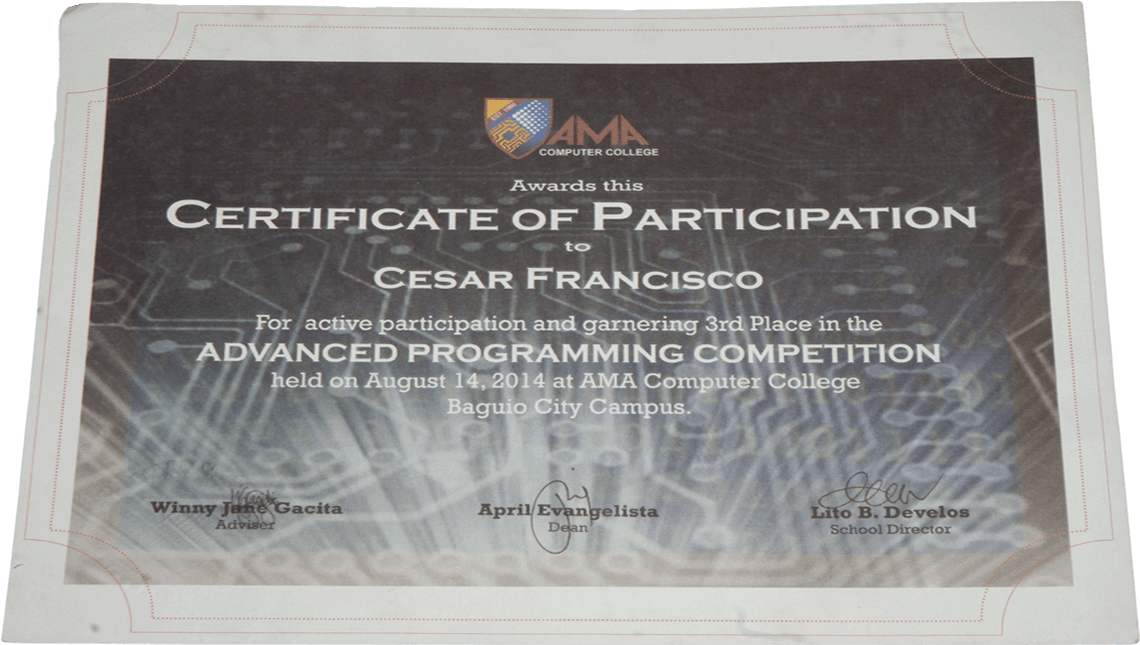 AMA
COMPUTER COLLEGE
Awards this
CERTIFICATE OF PARTICIPATION
to
CESAR FRANCISCO
For active participation and garnering 3rd Place in the
ADVANCED PROGRAMMING COMPETITION
held on August 14, 2014 at AMA Computer College
Baguio City Campus.
Winny Jane Gacita April Evangelista Lito B. Develos
Adviser Dean School Director